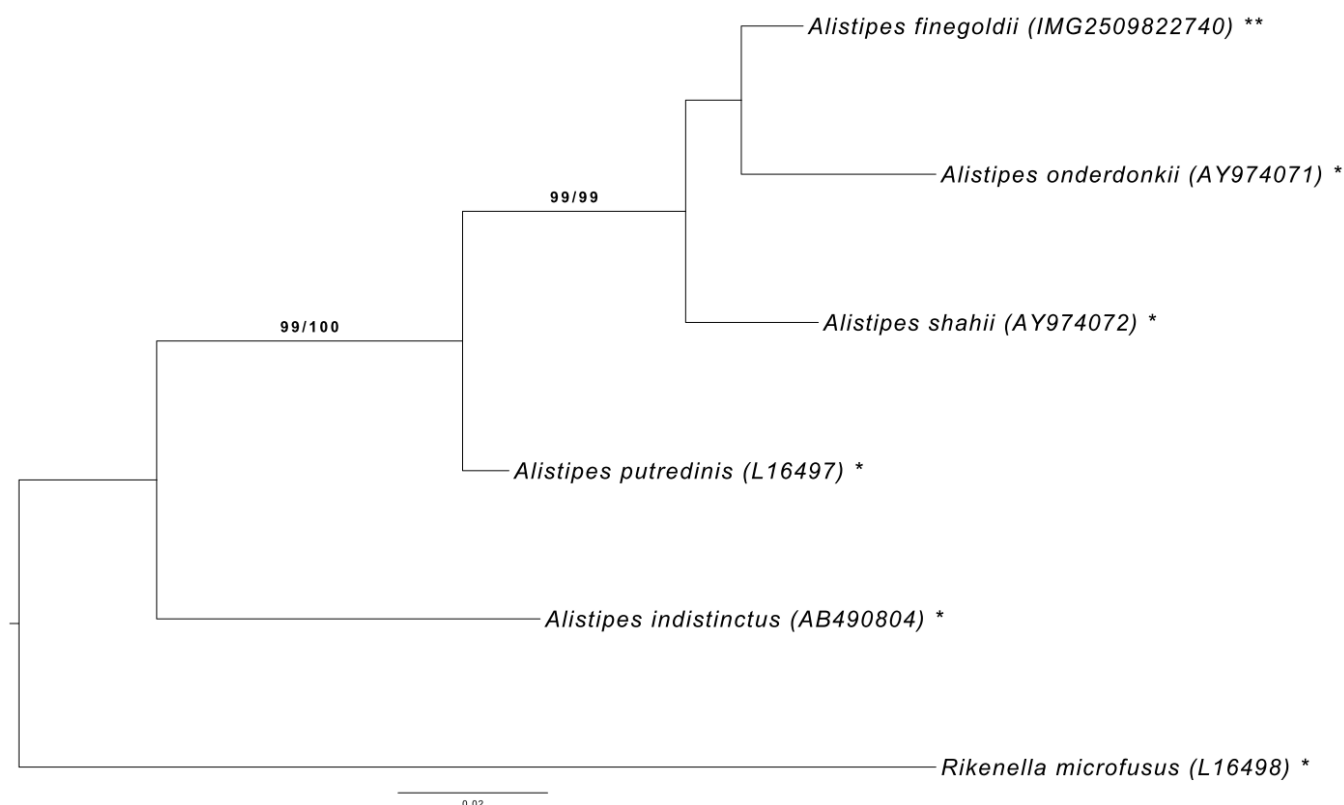 Alistipes finegoldii (IMG2509822740) **
Alistipes onderdonkii (AY974071) *
99/99
Alistipes shahii (AY974072) *
99/100
Alistipes putredinis (L16497) *
Alistipes indistinctus (AB490804) *
Rikenella microfusus (L16498) *
0.02